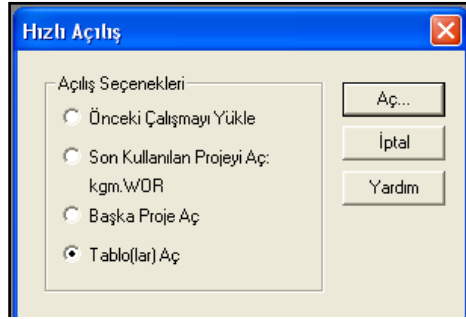 Hızlı Açılış
Açılış Seçenekleri
Önceki Çalışmayı Yükle
Son Kullanılan Projeyi Aç:
kgm.WOR
Başka Proje Aç
Tablo(lar) Aç
Aç...
İptal
Yardım